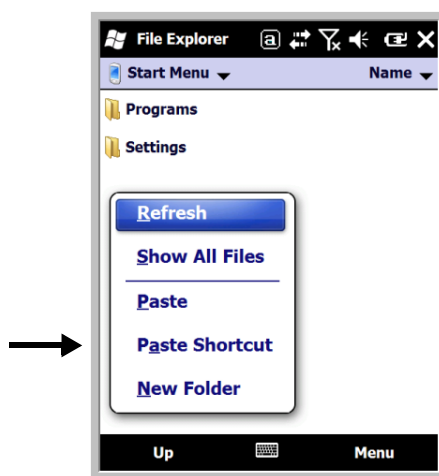 File Explorer a
Start Menu Name
Programs
Settings
Refresh
Show All Files
Paste
Paste Shortcut
New Folder
Up Menu